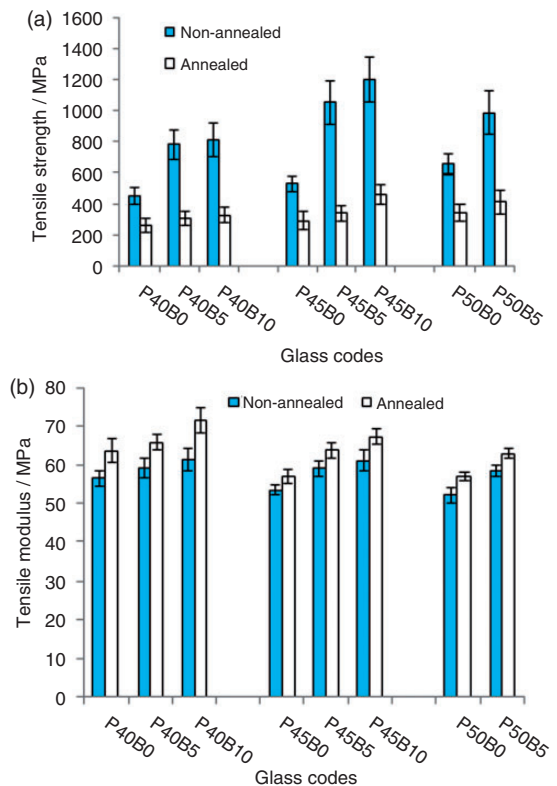 (a)
1600
1400
1200
1000
800
600
400
200
0
Tensile strength / MPa
Non-annealed
Annealed
P40B0
P40B5
P40B10
P45B0
P45B5
P45B10
P50B0
P50B5
Glass codes
(b)
80
70
60
50
40
30
20
10
0
Tensile modulus / MPa
Non-annealed Annealed
P40B0
P40B5
P40B10
P45B0
P45B5
P45B10
P50B0
P50B5
Glass codes